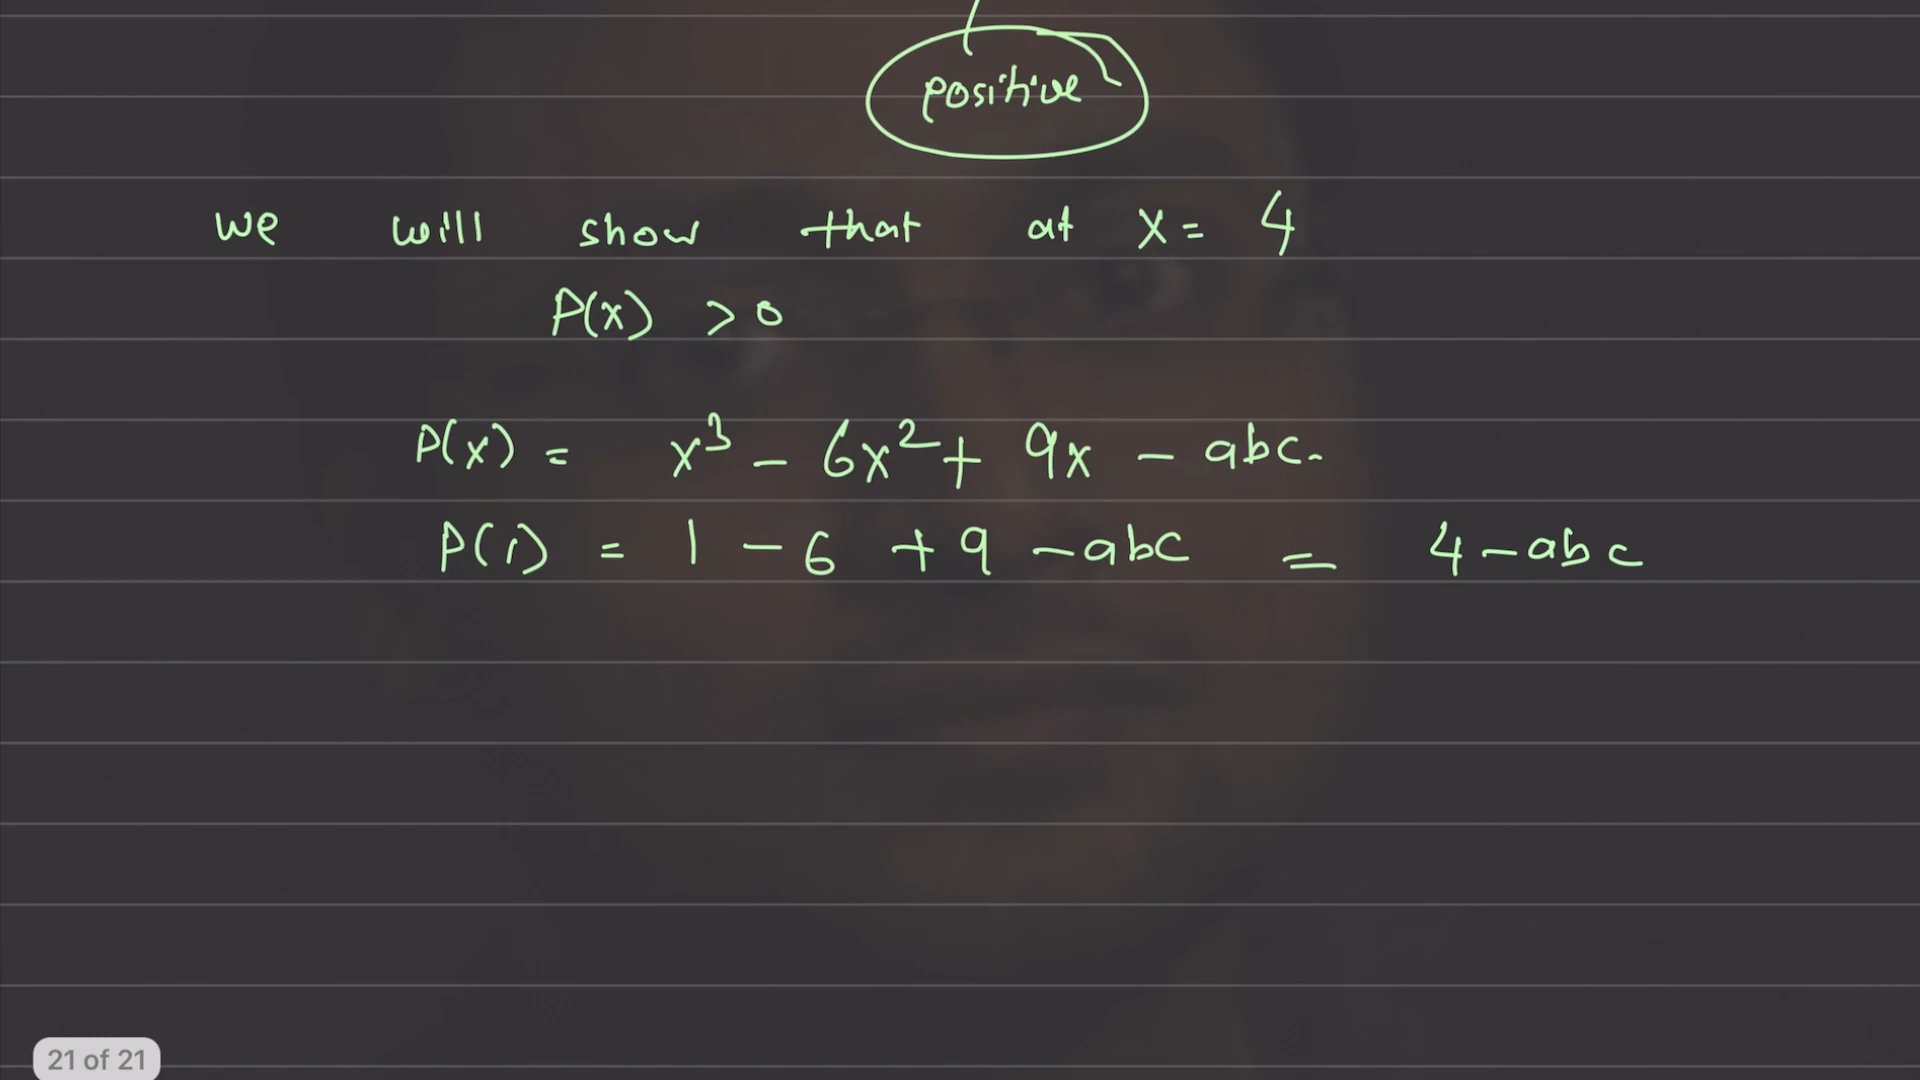 positive
we will show that at x = 4
P(x) > 0
P(x) = x³ - 6x² + 9x - abc.
P(1) = 1 - 6 + 9 - abc = 4 - abc
21 of 21